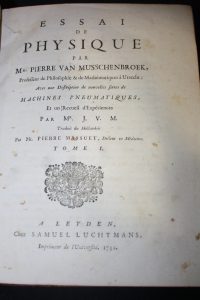 ESSAI
DE
PHYSIQUE
PAR
Mr. PIERRE VAN MUSSCHENBROEK,
Professeur de Philosophie & de Mathématiques à Utrecht;
Avec une Description de nouvelles sortes de
MACHINES PNEUMATIQUES,
Et un Recueil d'Expériences
PAR Mr. J. V. M.
Traduit du Hollandois
Par Mr. PIERRE MASSUET, Docteur en Médecine.
TOME I.
A LEYDEN,
Chez SAMUEL LUCHTMANS,
Imprimeur de l'Université,